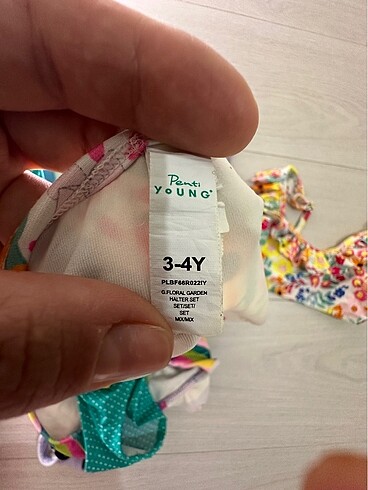 Penti
YOUNG
3-4Y
PLBF66R022IY
G.FLORAL GARDEN
HALTER SET
SET/SET/
SET
MIX/MIX